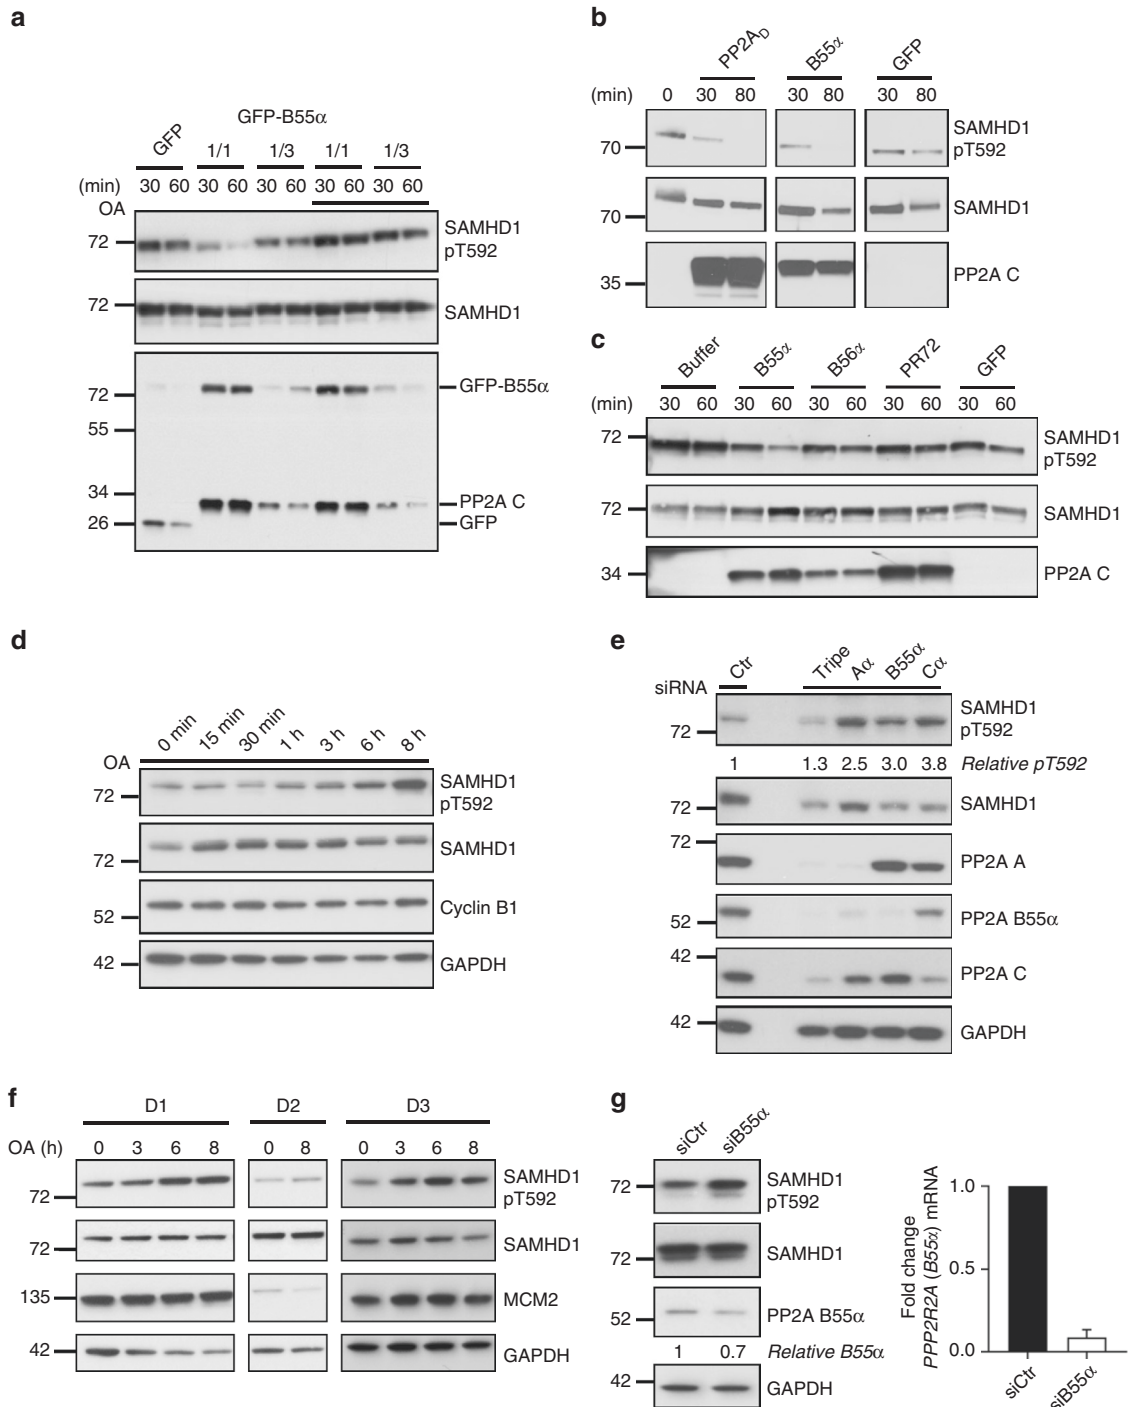 a
GFP-B55α
GFP 1/1 1/3 1/1 1/3
(min) 30 60 30 60 30 60 30 60 30 60
OA
72 SAMHD1 pT592
72 SAMHD1
72 GFP-B55α
55
34 PP2A C
26 GFP
b
PP2A_D B55α GFP
(min) 0 30 80 30 80 30 80
70 SAMHD1 pT592
70 SAMHD1
35 PP2A C
c
Buffer B55α B56α PR72 GFP
(min) 30 60 30 60 30 60 30 60 30 60
72 SAMHD1 pT592
72 SAMHD1
34 PP2A C
d
0 min 15 min 30 min 1 h 3 h 6 h 8 h
OA
72 SAMHD1 pT592
72 SAMHD1
52 Cyclin B1
42 GAPDH
e
siRNA Ctr Tripe Aα B55α Cα
72 SAMHD1 pT592
1 1.3 2.5 3.0 3.8 Relative pT592
72 SAMHD1
72 PP2A A
52 PP2A B55α
42 PP2A C
42 GAPDH
f
D1 D2 D3
OA (h) 0 3 6 8 0 8 0 3 6 8
72 SAMHD1 pT592
72 SAMHD1
135 MCM2
42 GAPDH
g
siCtr siB55α
72 SAMHD1 pT592
72 SAMHD1
52 PP2A B55α
1 0.7 Relative B55α
42 GAPDH
Fold change
PPP2R2A (B55α) mRNA
1.0
0.5
0.0
siCtr siB55α